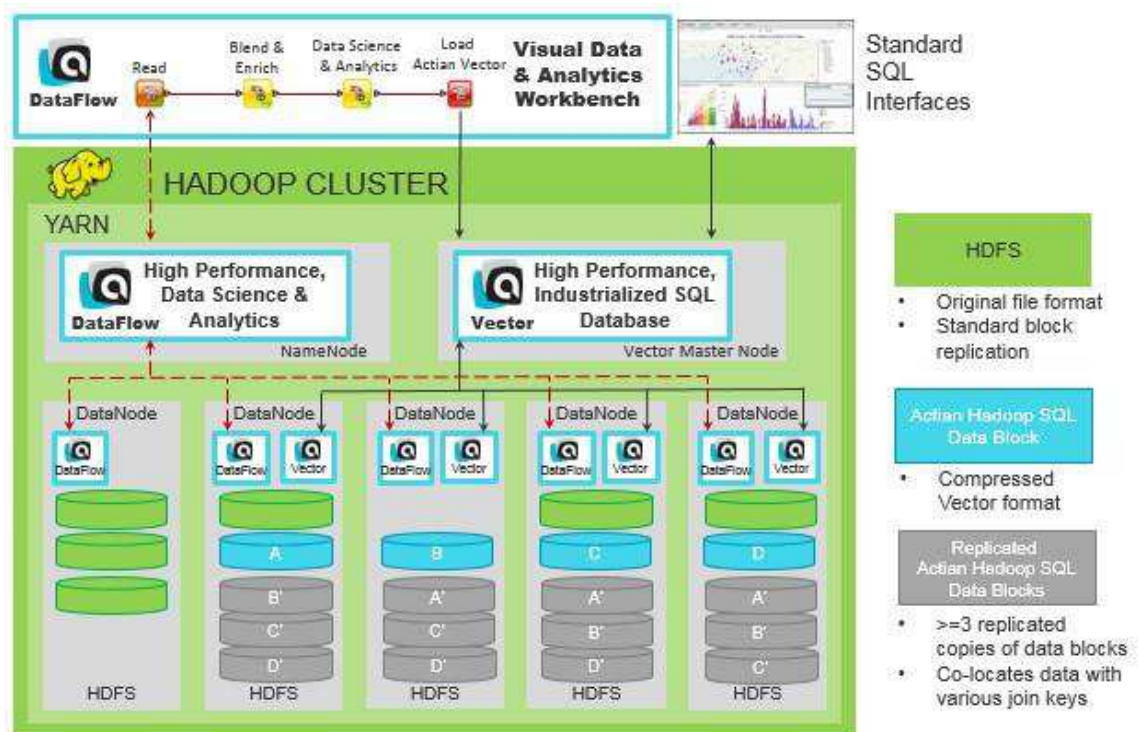 DataFlow
Read
Blend &
Enrich
Data Science
& Analytics
Load
Actian Vector
Visual Data
& Analytics
Workbench
Standard
SQL
Interfaces
HADOOP CLUSTER
YARN
DataFlow
High Performance,
Data Science &
Analytics
NameNode
Vector
High Performance,
Industrialized SQL
Database
Vector Master Node
DataNode
DataFlow
HDFS
DataNode
DataFlow
Vector
A
B'
C'
D'
HDFS
DataNode
DataFlow
Vector
B
A'
C'
D'
HDFS
DataNode
DataFlow
Vector
C
A'
B'
D'
HDFS
DataNode
DataFlow
Vector
D
A'
B'
C'
HDFS
HDFS
• Original file format
• Standard block
replication
Actian Hadoop SQL
Data Block
• Compressed
Vector format
Replicated
Actian Hadoop SQL
Data Blocks
• >=3 replicated
copies of data blocks
• Co-locates data with
various join keys